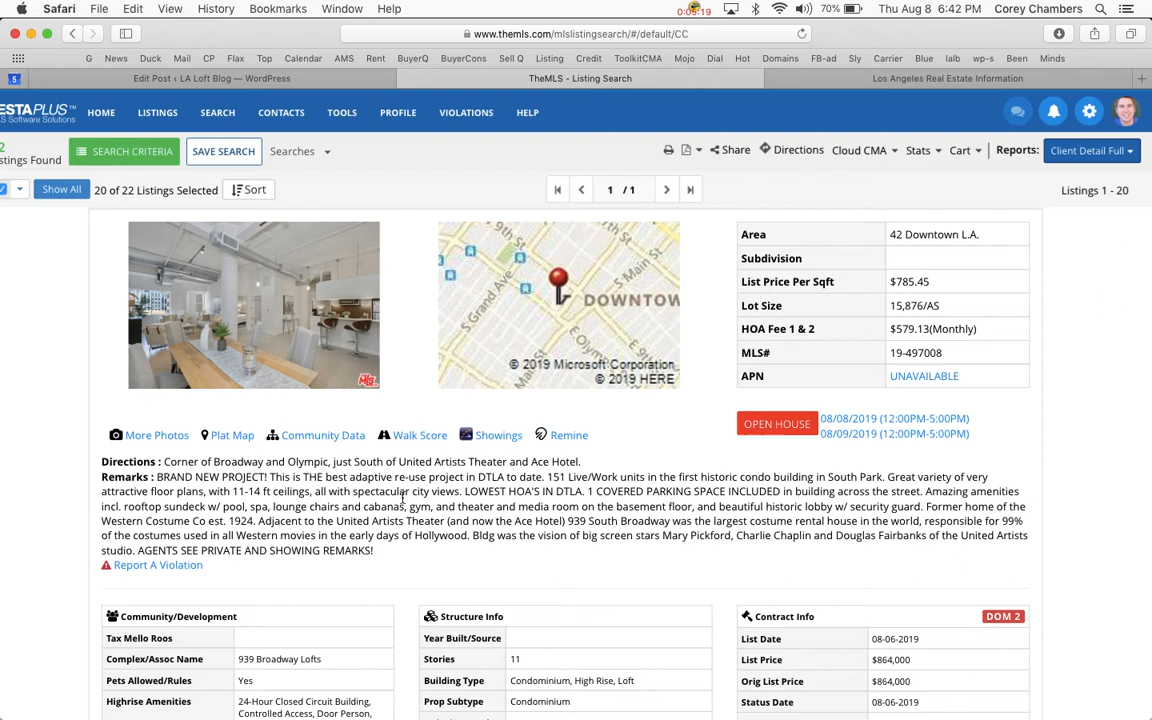 Safari File Edit View History Bookmarks Window Help 70% Thu Aug 8 6:42 PM Corey Chambers
www.themls.com/mlslistingsearch/#/default/CC
G News Duck Mail CP Flax Top Calendar AMS Rent BuyerQ BuyerCons Sell Q Listing Credit ToolkitCMA Mojo Dial Hot Domains FB-ad Sly Carrier Blue lalb wp-s Been Minds
5 Edit Post ‹ LA Loft Blog — WordPress TheMLS - Listing Search Los Angeles Real Estate Information
ESTAPLUS™ HOME LISTINGS SEARCH CONTACTS TOOLS PROFILE VIOLATIONS HELP
LS Software Solutions
2
stings Found SEARCH CRITERIA SAVE SEARCH Searches Share Directions Cloud CMA Stats Cart Reports: Client Detail Full
Show All 20 of 22 Listings Selected Sort 1 / 1 Listings 1 - 20
9th St S Main St S.Grand Ave DOWNTOW E.Olym E 9th St
© 2019 Microsoft Corporation
© 2019 HERE
MLS
Area 42 Downtown L.A.
Subdivision
List Price Per Sqft $785.45
Lot Size 15,876/AS
HOA Fee 1 & 2 $579.13(Monthly)
MLS# 19-497008
APN UNAVAILABLE
OPEN HOUSE 08/08/2019 (12:00PM-5:00PM)
08/09/2019 (12:00PM-5:00PM)
More Photos Plat Map Community Data Walk Score Showings Remine
Directions : Corner of Broadway and Olympic, just South of United Artists Theater and Ace Hotel.
Remarks : BRAND NEW PROJECT! This is THE best adaptive re-use project in DTLA to date. 151 Live/Work units in the first historic condo building in South Park. Great variety of very
attractive floor plans, with 11-14 ft ceilings, all with spectacular city views. LOWEST HOA'S IN DTLA. 1 COVERED PARKING SPACE INCLUDED in building across the street. Amazing amenities
incl. rooftop sundeck w/ pool, spa, lounge chairs and cabanas, gym, and theater and media room on the basement floor, and beautiful historic lobby w/ security guard. Former home of the
Western Costume Co est. 1924. Adjacent to the United Artists Theater (and now the Ace Hotel) 939 South Broadway was the largest costume rental house in the world, responsible for 99%
of the costumes used in all Western movies in the early days of Hollywood. Bldg was the vision of big screen stars Mary Pickford, Charlie Chaplin and Douglas Fairbanks of the United Artists
studio. AGENTS SEE PRIVATE AND SHOWING REMARKS!
Report A Violation
Community/Development
Tax Mello Roos
Complex/Assoc Name 939 Broadway Lofts
Pets Allowed/Rules Yes
Highrise Amenities 24-Hour Closed Circuit Building,
Controlled Access, Door Person,
Structure Info
Year Built/Source
Stories 11
Building Type Condominium, High Rise, Loft
Prop Subtype Condominium
Contract Info DOM 2
List Date 08-06-2019
List Price $864,000
Orig List Price $864,000
Status Date 08-06-2019